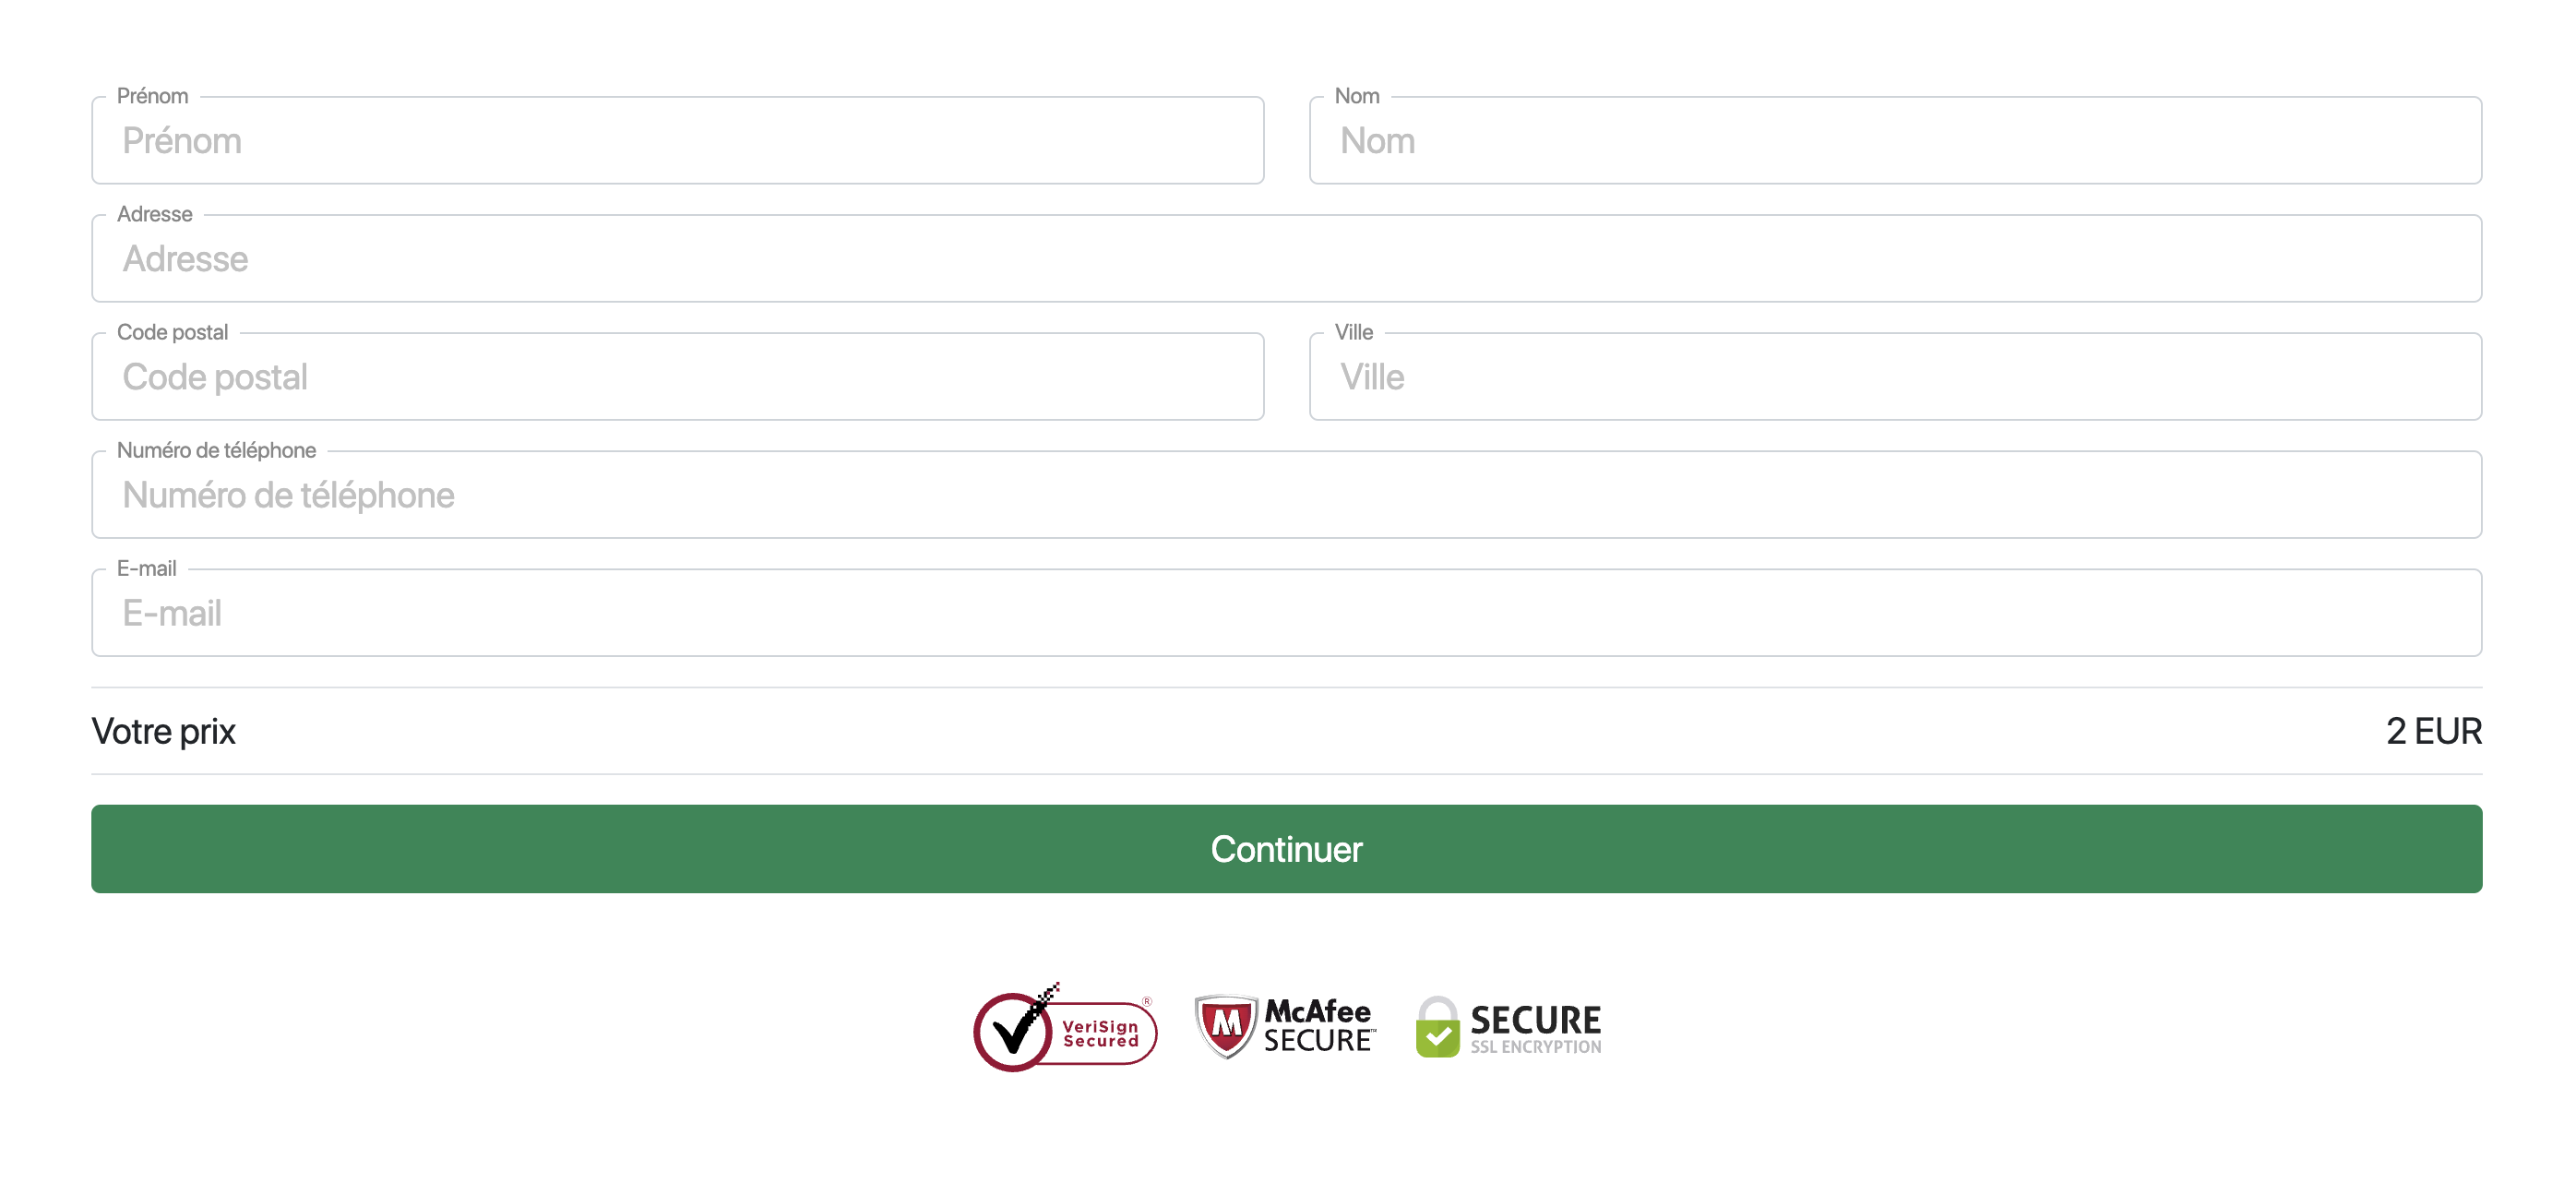 Prénom
Nom
Prénom
Nom
Adresse
Adresse
Code postal
Ville
Code postal
Ville
Numéro de téléphone
Numéro de téléphone
E-mail
E-mail
Votre prix
2 EUR
Continuer
VeriSign ®
Secured
M
McAfee
SECURE™
SECURE
SSL ENCRYPTION